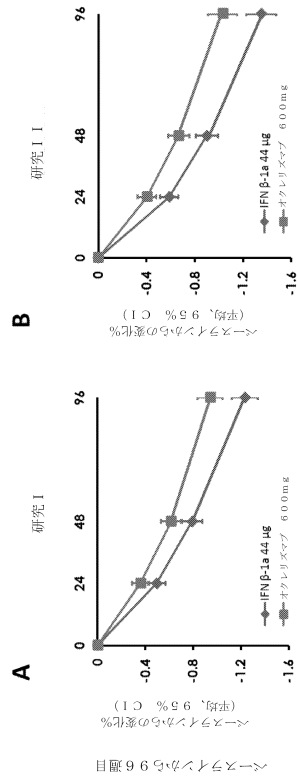 ベースラインから９６週目
A
研究Ｉ
0
24
48
96
0
-0.4
-0.8
-1.2
-1.6
ベースラインからの変化%
(平均、９５% ＣＩ)
IFN β-1a 44 µg
オクレリズマブ ６００mg
B
研究ＩＩ
0
24
48
96
0
-0.4
-0.8
-1.2
-1.6
ベースラインからの変化%
(平均、９５% ＣＩ)
IFN β-1a 44 µg
オクレリズマブ ６００mg